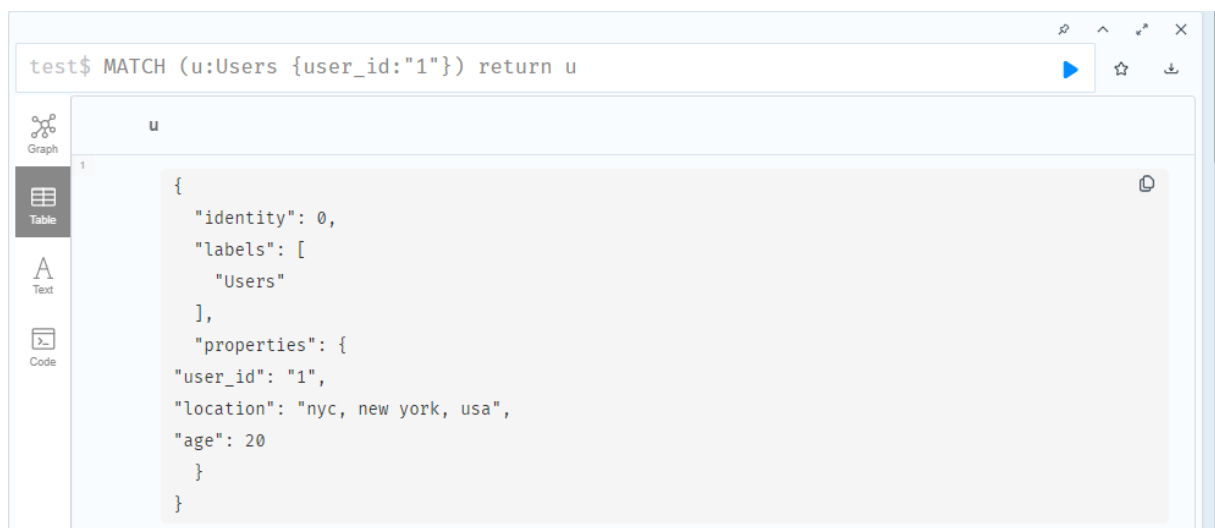 test$ MATCH (u:Users {user_id:"1"}) return u
Graph
u
1
Table
{
"identity": 0,
"labels": [
"Users"
],
"properties": {
"user_id": "1",
"location": "nyc, new york, usa",
"age": 20
}
}
A
Text
>_
Code